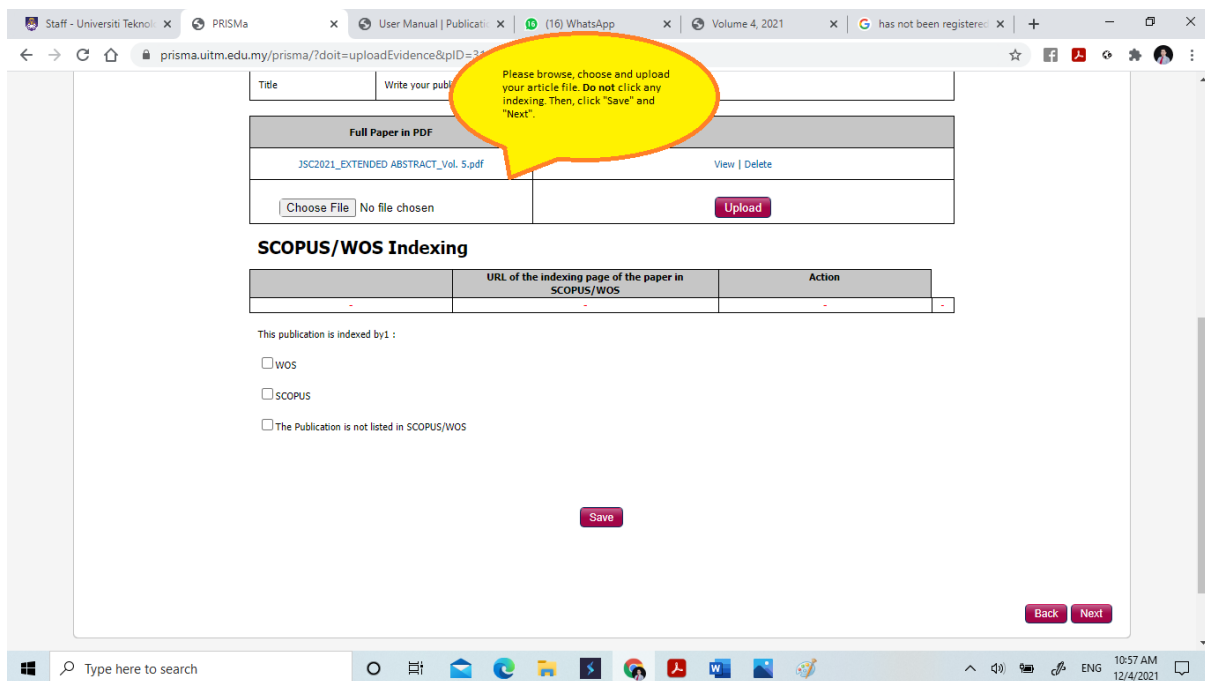 Staff - Universiti Teknol
PRISMa
User Manual | Publicati
(16) WhatsApp
Volume 4, 2021
has not been registered
prisma.uitm.edu.my/prisma/?doit=uploadEvidence&pID=31
Please browse, choose and upload
your article file. Do not click any
indexing. Then, click "Save" and
"Next".
Title
Write your publ
Full Paper in PDF
JSC2021_EXTENDED ABSTRACT_Vol. 5.pdf
View | Delete
Choose File No file chosen
Upload
SCOPUS/WOS Indexing
URL of the indexing page of the paper in
SCOPUS/WOS
Action
- - - -
This publication is indexed by1 :
WOS
SCOPUS
The Publication is not listed in SCOPUS/WOS
Save
Back Next
Type here to search
ENG
10:57 AM
12/4/2021